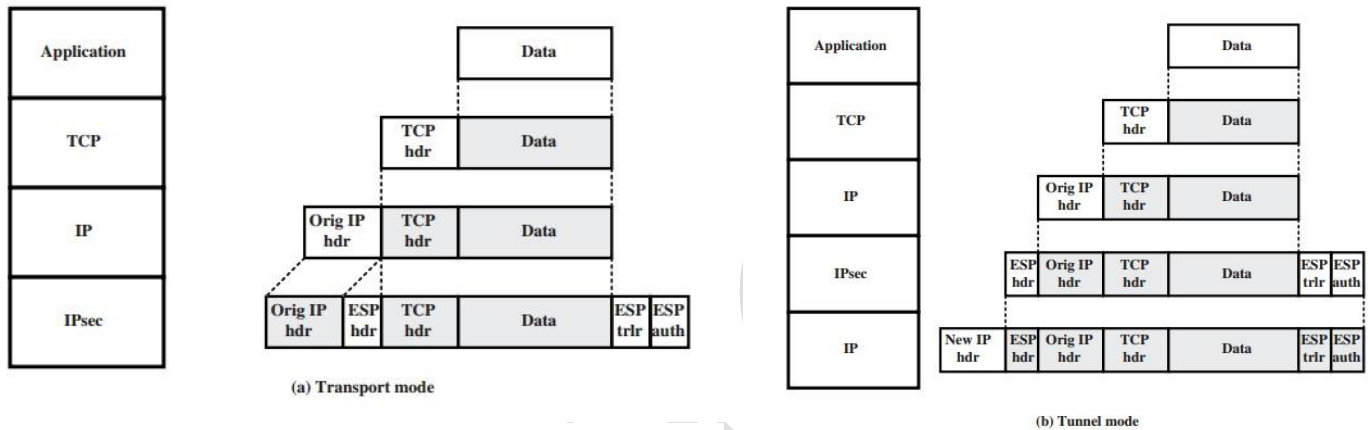 Application
TCP
IP
IPsec
Data
TCP
hdr
Data
Orig IP
hdr
TCP
hdr
Data
Orig IP
hdr
ESP
hdr
TCP
hdr
Data
ESP
trlr
ESP
auth
(a) Transport mode
Application
TCP
IP
IPsec
IP
Data
TCP
hdr
Data
Orig IP
hdr
TCP
hdr
Data
ESP
hdr
Orig IP
hdr
TCP
hdr
Data
ESP
trlr
ESP
auth
New IP
hdr
ESP
hdr
Orig IP
hdr
TCP
hdr
Data
ESP
trlr
ESP
auth
(b) Tunnel mode